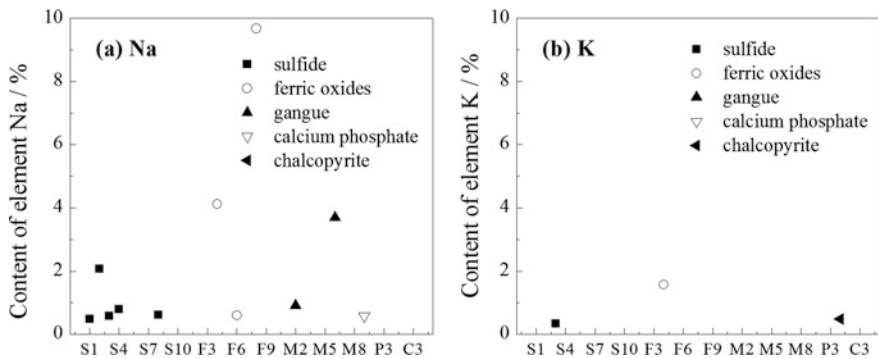 (a) Na
sulfide
ferric oxides
gangue
calcium phosphate
chalcopyrite
Content of element Na / %
10
8
6
4
2
0
S1 S4 S7 S10 F3 F6 F9 M2 M5 M8 P3 C3
(b) K
sulfide
ferric oxides
gangue
calcium phosphate
chalcopyrite
Content of element K / %
10
8
6
4
2
0
S1 S4 S7 S10 F3 F6 F9 M2 M5 M8 P3 C3